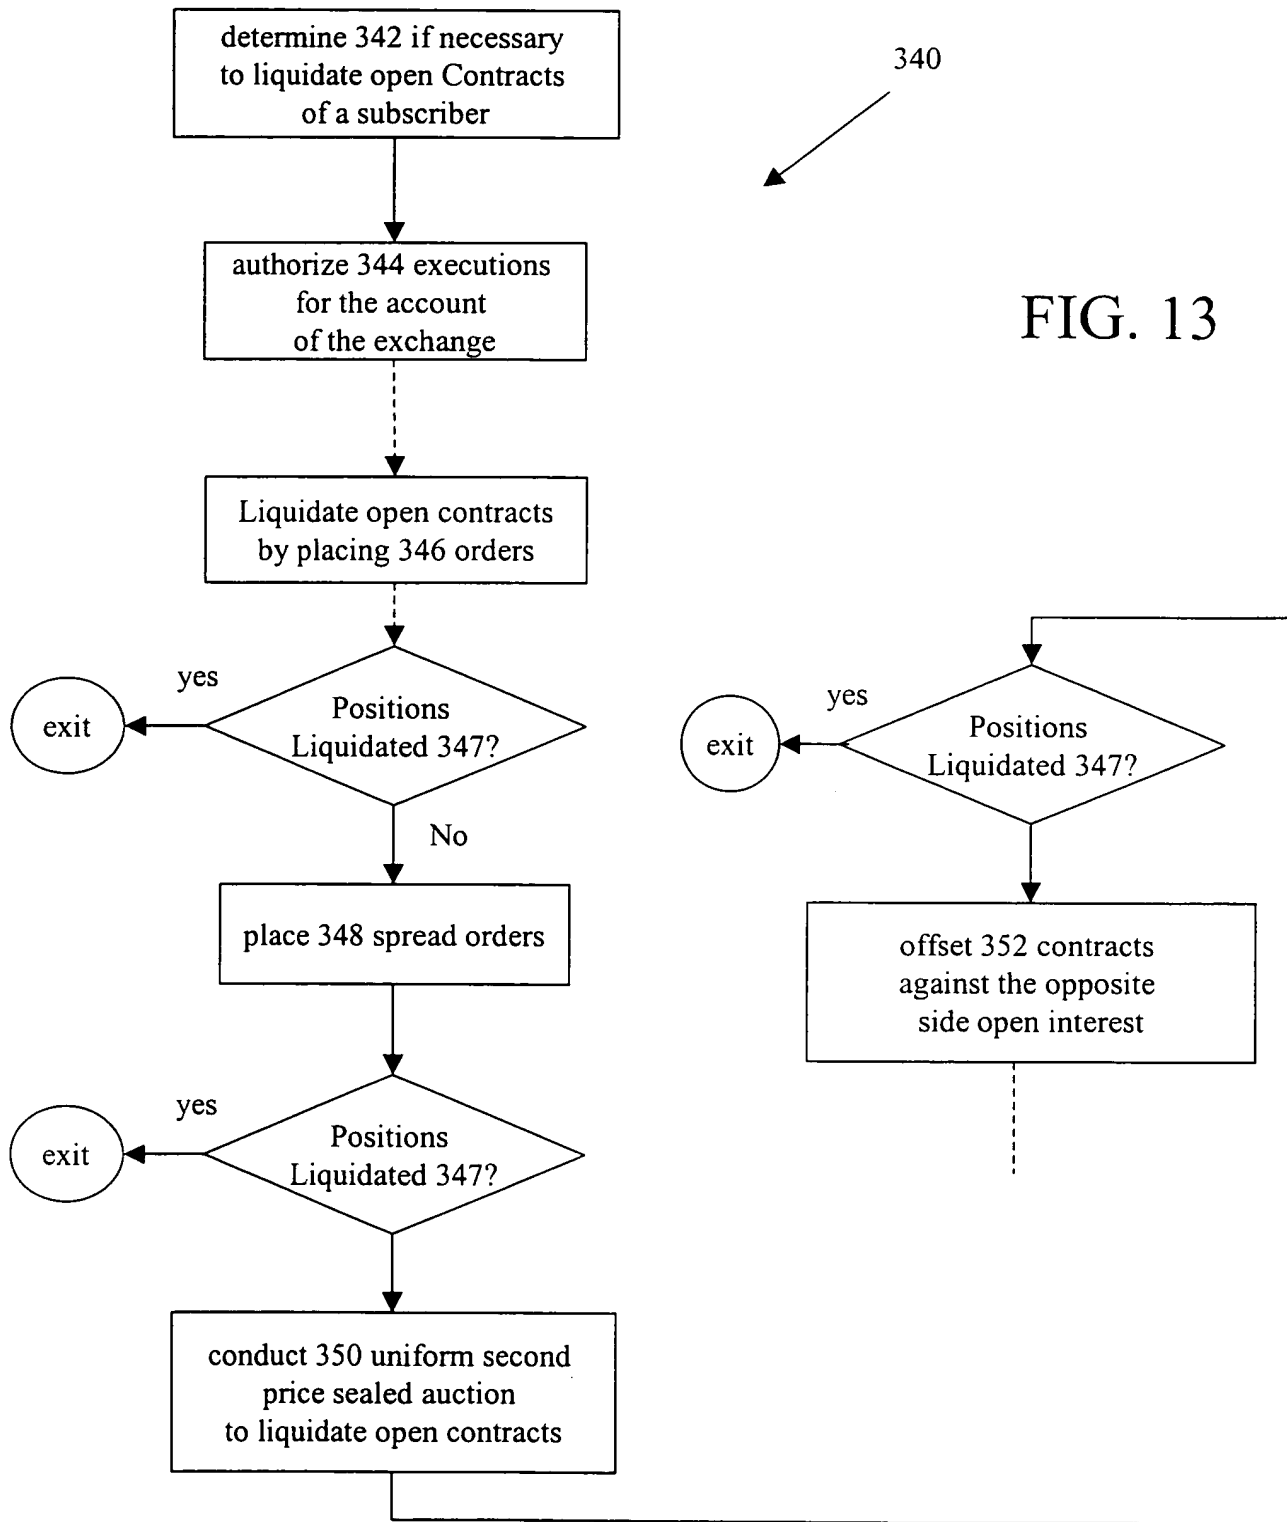 determine 342 if necessary
to liquidate open Contracts
of a subscriber
340
authorize 344 executions
for the account
of the exchange
FIG. 13
Liquidate open contracts
by placing 346 orders
yes
exit
Positions
Liquidated 347?
No
place 348 spread orders
yes
exit
Positions
Liquidated 347?
conduct 350 uniform second
price sealed auction
to liquidate open contracts
yes
exit
Positions
Liquidated 347?
offset 352 contracts
against the opposite
side open interest